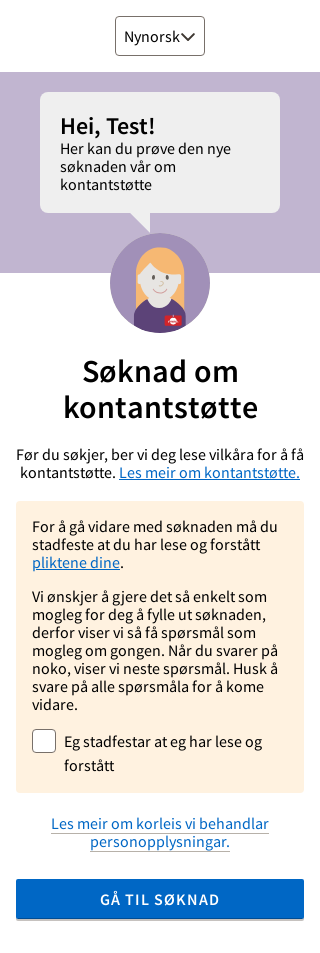 Nynorsk
Hei, Test!
Her kan du prøve den nye
søknaden vår om
kontantstøtte
Søknad om
kontantstøtte
Før du søkjer, ber vi deg lese vilkåra for å få
kontantstøtte. Les meir om kontantstøtte.
For å gå vidare med søknaden må du
stadfeste at du har lese og forstått
pliktene dine.
Vi ønskjer å gjere det så enkelt som
mogleg for deg å fylle ut søknaden,
derfor viser vi så få spørsmål som
mogleg om gongen. Når du svarer på
noko, viser vi neste spørsmål. Husk å
svare på alle spørsmåla for å kome
vidare.
Eg stadfestar at eg har lese og
forstått
Les meir om korleis vi behandlar
personopplysningar.
GÅ TIL SØKNAD